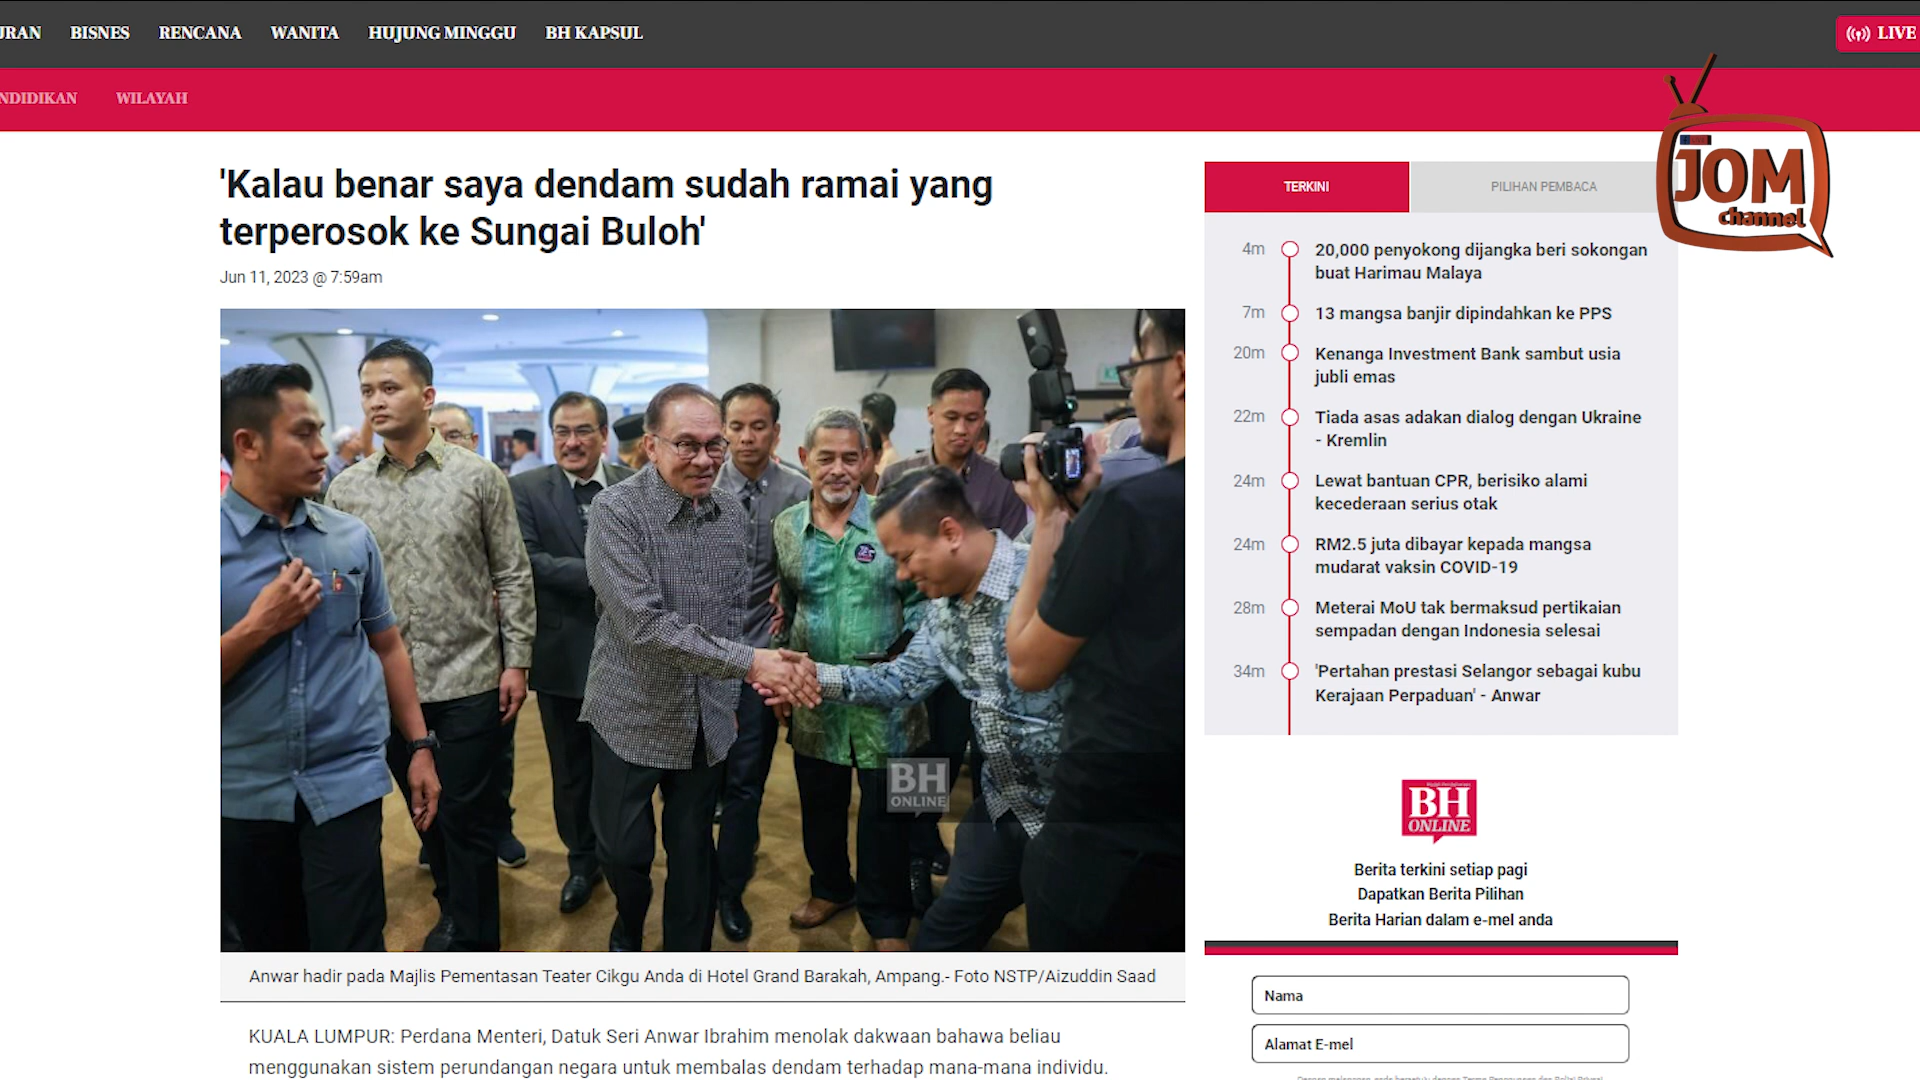 BISNES
RENCANA
WANITA
HUJUNG MINGGU
BH KAPSUL
LIVE
WILAYAH
JOM
channel
'Kalau benar saya dendam sudah ramai yang
terperosok ke Sungai Buloh'
Jun 11, 2023 @ 7:59am
BH
ONLINE
Anwar hadir pada Majlis Pementasan Teater Cikgu Anda di Hotel Grand Barakah, Ampang.- Foto NSTP/Aizuddin Saad
KUALA LUMPUR: Perdana Menteri, Datuk Seri Anwar Ibrahim menolak dakwaan bahawa beliau
menggunakan sistem perundangan negara untuk membalas dendam terhadap mana-mana individu.
TERKINI
PILIHAN PEMBACA
4m
20,000 penyokong dijangka beri sokongan
buat Harimau Malaya
7m
13 mangsa banjir dipindahkan ke PPS
20m
Kenanga Investment Bank sambut usia
jubli emas
22m
Tiada asas adakan dialog dengan Ukraine
- Kremlin
24m
Lewat bantuan CPR, berisiko alami
kecederaan serius otak
24m
RM2.5 juta dibayar kepada mangsa
mudarat vaksin COVID-19
28m
Meterai MoU tak bermaksud pertikaian
sempadan dengan Indonesia selesai
34m
'Pertahan prestasi Selangor sebagai kubu
Kerajaan Perpaduan' - Anwar
BH
ONLINE
Berita terkini setiap pagi
Dapatkan Berita Pilihan
Berita Harian dalam e-mel anda
Nama
Alamat E-mel